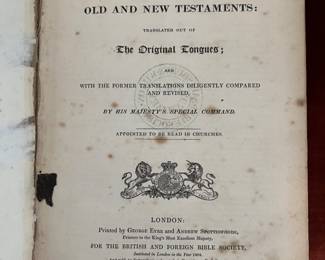 OLD AND NEW TESTAMENTS:
TRANSLATED OUT OF
The Original Tongues;
AND
WITH THE FORMER TRANSLATIONS DILIGENTLY COMPARED
AND REVISED,
BY HIS MAJESTY'S SPECIAL COMMAND.
APPOINTED TO BE READ IN CHURCHES.
LONDON:
Printed by GEORGE EYRE and ANDREW SPOTTISWOODE,
Printers to the King's Most Excellent Majesty,
FOR THE BRITISH AND FOREIGN BIBLE SOCIETY,
Instituted in London in the Year 1804.